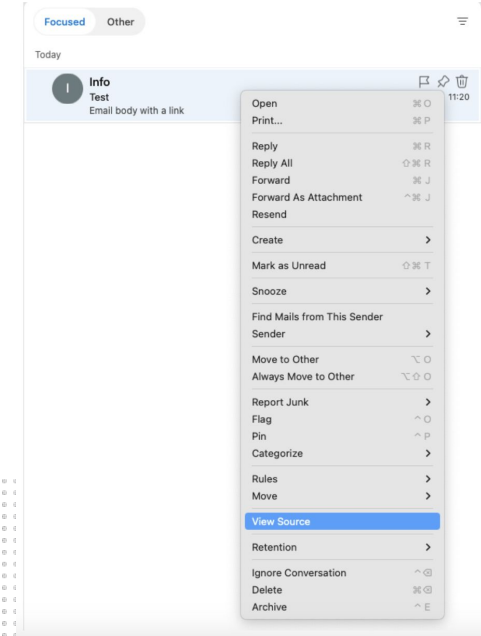 Focused Other
Today
I
Info
Test
11:20
Email body with a link
Open ⌘ O
Print... ⌘ P
Reply ⌘ R
Reply All ⇧⌘ R
Forward ⌘ J
Forward As Attachment ^⌘ J
Resend
Create >
Mark as Unread ⇧⌘ T
Snooze >
Find Mails from This Sender
Sender >
Move to Other ⌥ O
Always Move to Other ⌥⇧ O
Report Junk >
Flag ^ O
Pin ^ P
Categorize >
Rules >
Move >
View Source
Retention >
Ignore Conversation ^⌫
Delete ⌘⌫
Archive ^ E